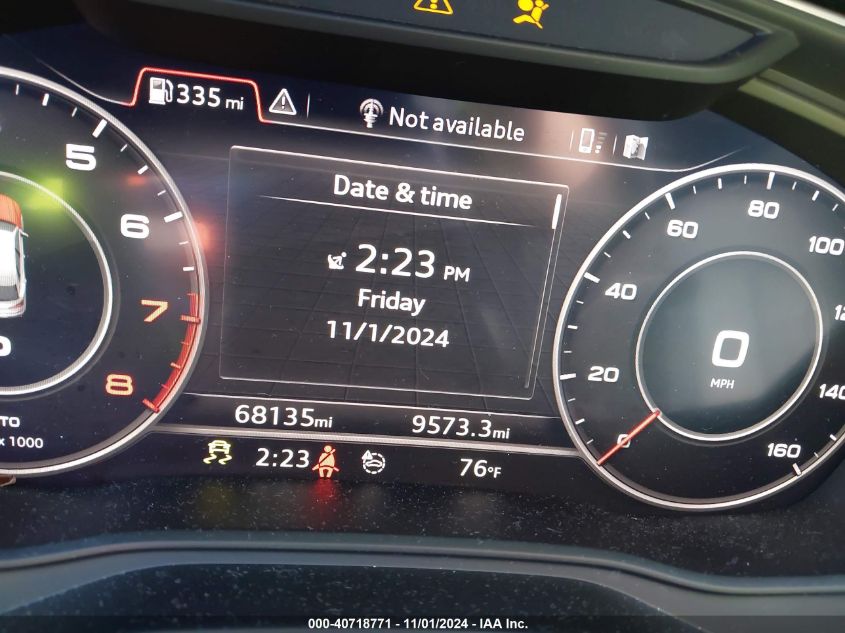 335 mi
Not available
Date & time
2:23 PM
Friday
11/1/2024
68135mi
9573.3mi
2:23
76°F
5
6
7
8
x 1000
0
20
40
60
80
100
140
160
0
MPH
000-40718771 - 11/01/2024 - IAA Inc.